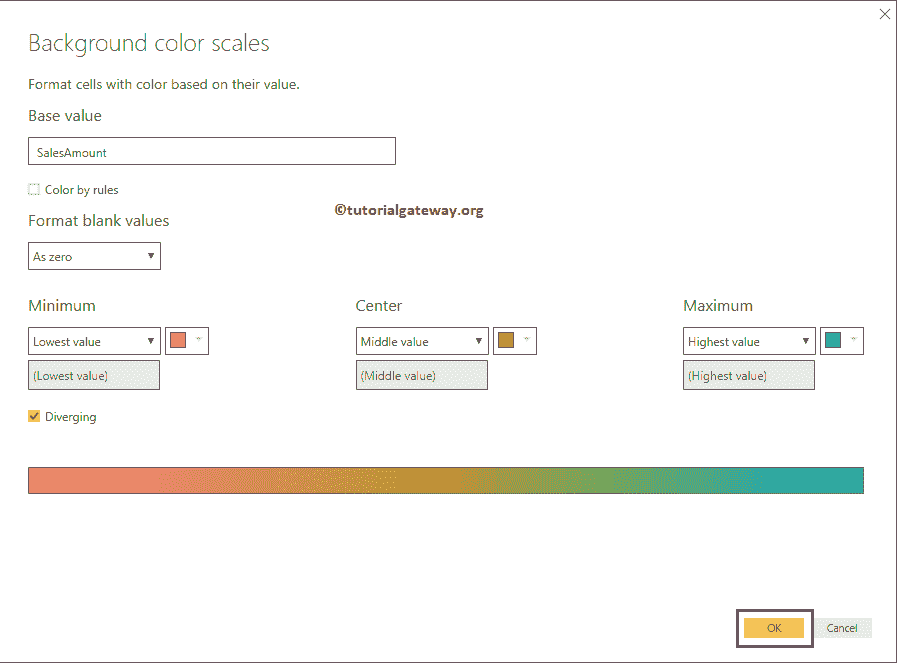 Background color scales
Format cells with color based on their value.
Base value
SalesAmount
Color by rules
©tutorialgateway.org
Format blank values
As zero
Minimum Center Maximum
Lowest value Middle value Highest value
(Lowest value) (Middle value) (Highest value)
Diverging
OK Cancel